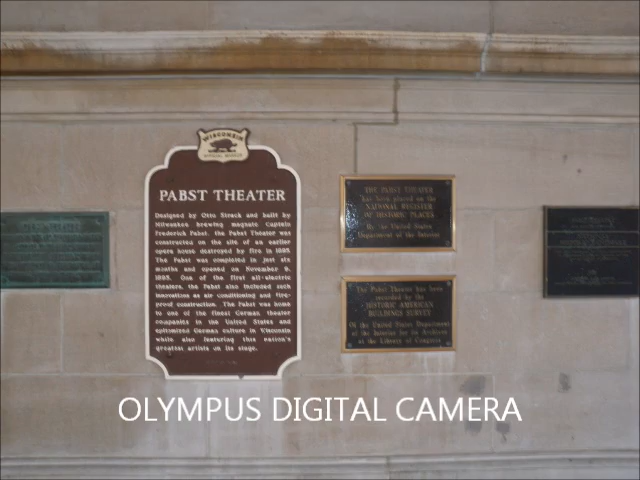 WISCONSIN
OFFICIAL MARKER
PABST THEATER
Designed by Otto Strack and built by
Milwaukee brewing magnate Captain
Frederick Pabst, the Pabst Theater was
constructed on the site of an earlier
opera house destroyed by fire in 1895.
The Pabst was completed in just six
months and opened on November 9,
1895. One of the first all-electric
theaters, the Pabst also included such
innovations as air conditioning and fire-
proof construction. The Pabst was home
to one of the finest German theater
companies in the United States and
epitomized German culture in Wisconsin
while also featuring this nation's
greatest artists on its stage.
THE PABST THEATER
has been placed on the
NATIONAL REGISTER
OF HISTORIC PLACES
By the United States
Department of the Interior
The Pabst Theater has been
recorded by the
HISTORIC AMERICAN
BUILDINGS SURVEY
Of the United States Department
of the Interior for its Archives
at the Library of Congress
OLYMPUS DIGITAL CAMERA